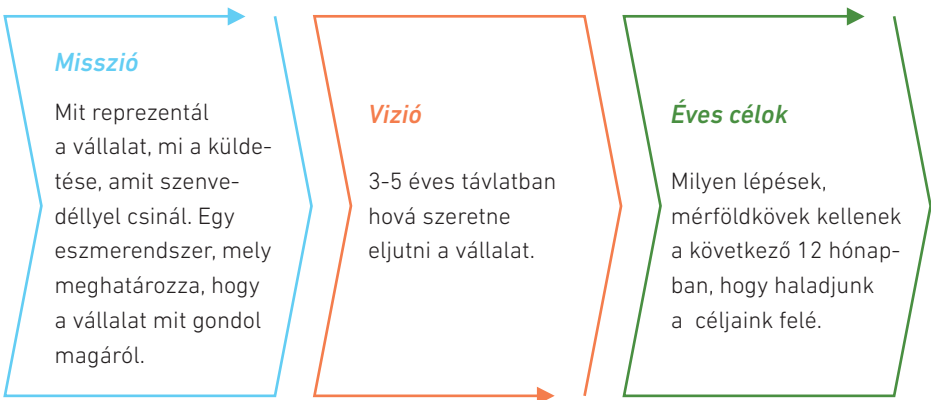 Misszió
Mit reprezentál
a vállalat, mi a külde-
tése, amit szenve-
déllyel csinál. Egy
eszmerendszer, mely
meghatározza, hogy
a vállalat mit gondol
magáról.
Vizió
3-5 éves távlatban
hová szeretne
eljutni a vállalat.
Éves célok
Milyen lépések,
mérföldkövek kellenek
a következő 12 hónap-
ban, hogy haladjunk
a céljaink felé.